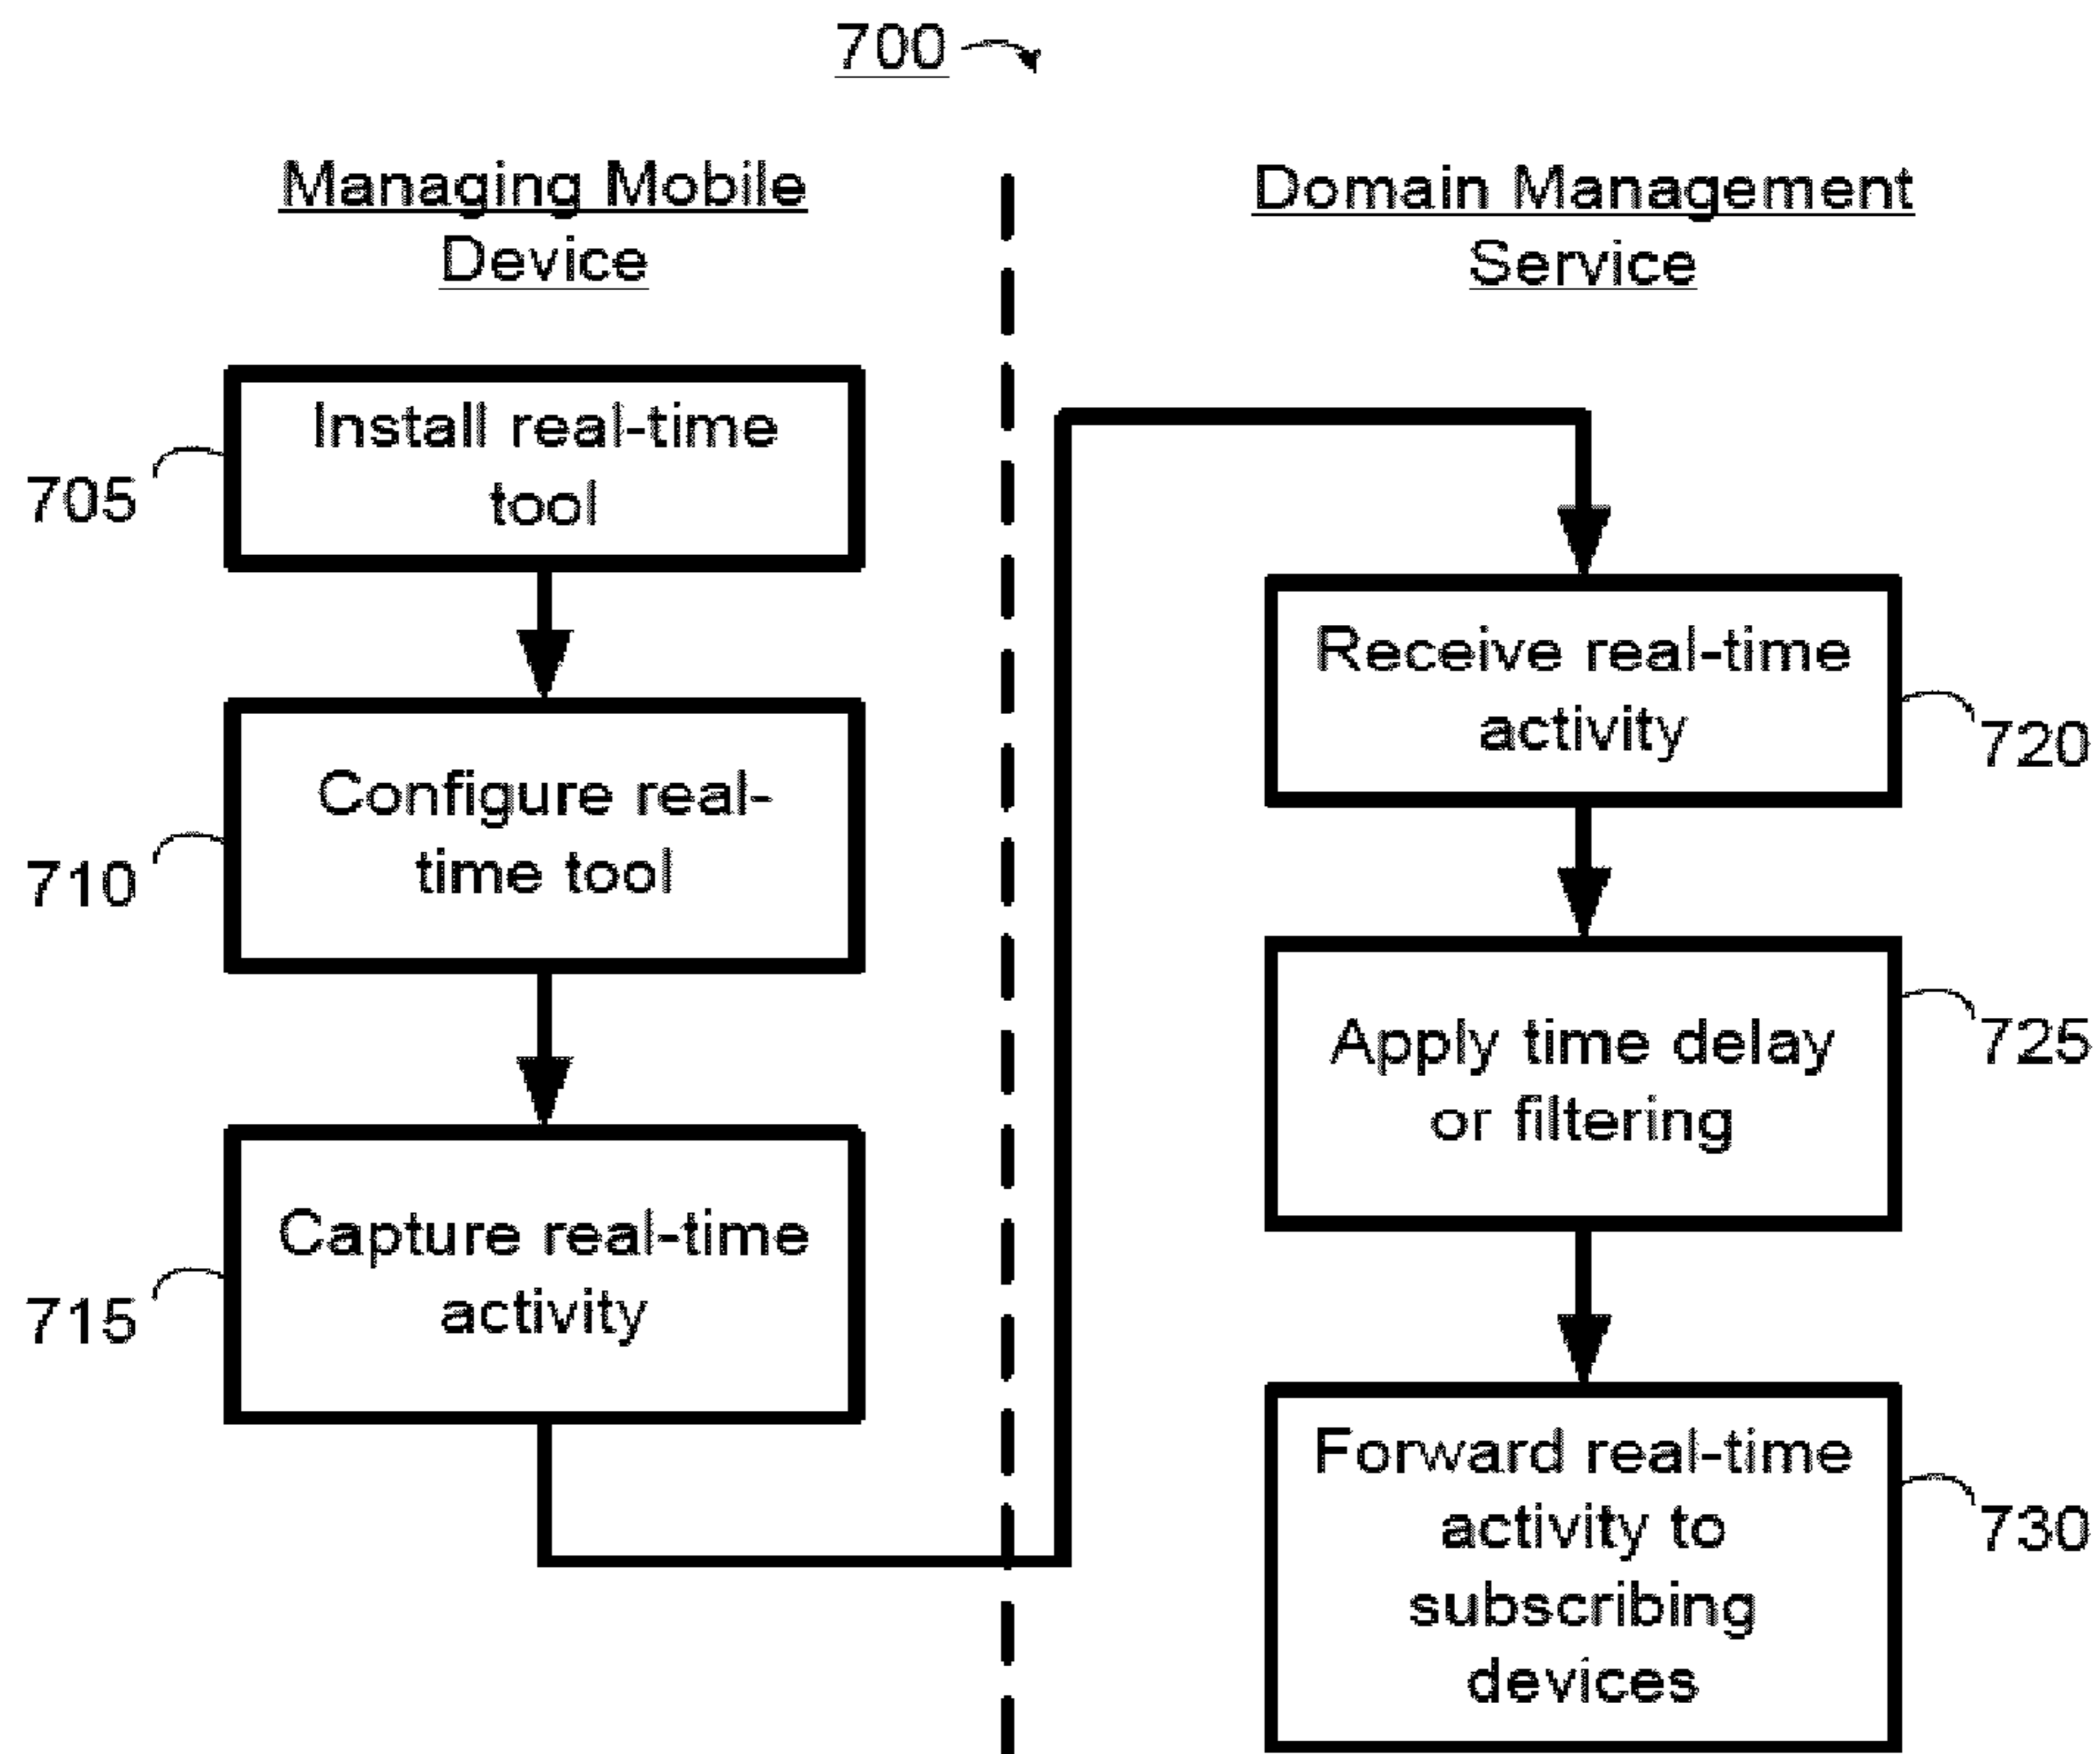 700
Managing Mobile
Device
Install real-time
tool
705
Configure real-
time tool
710
Capture real-time
activity
715
Domain Management
Service
Receive real-time
activity
720
Apply time delay
or filtering
725
Forward real-time
activity to
subscribing
devices
730